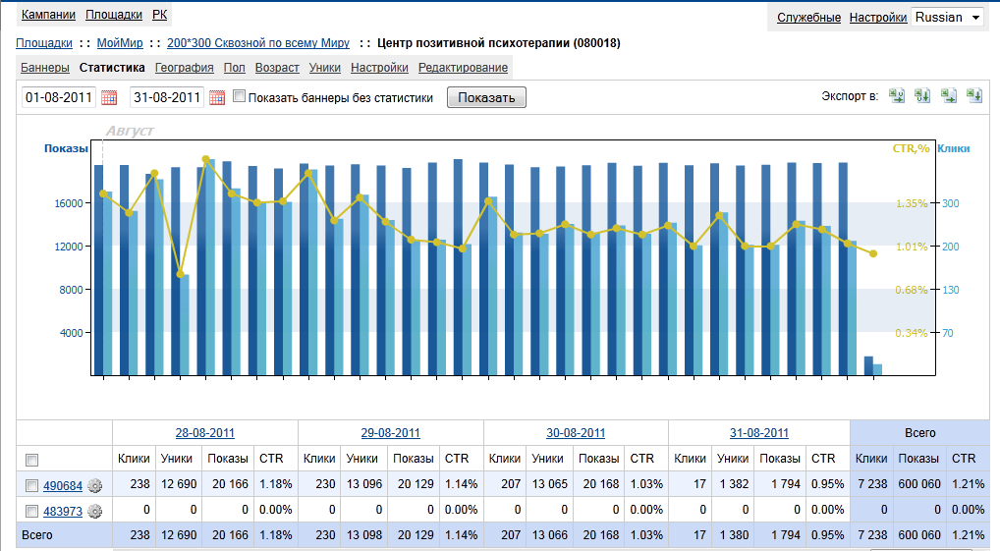 Кампании Площадки РК Служебные Настройки Russian
Площадки :: МойМир :: 200*300 Сквозной по всему Миру :: Центр позитивной психотерапии (080018)
Баннеры Статистика География Пол Возраст Уники Настройки Редактирование
01-08-2011 31-08-2011 Показать баннеры без статистики Показать Экспорт в:
Август
Показы CTR,% Клики
16000 1.35% 300
12000 1.01% 200
8000 0.68% 130
4000 0.34% 70
28-08-2011 29-08-2011 30-08-2011 31-08-2011 Всего
Клики Уники Показы CTR Клики Уники Показы CTR Клики Уники Показы CTR Клики Уники Показы CTR Клики Показы CTR
490684 238 12 690 20 166 1.18% 230 13 096 20 129 1.14% 207 13 065 20 168 1.03% 17 1 382 1 794 0.95% 7 238 600 060 1.21%
483973 0 0 0 0.00% 0 0 0 0.00% 0 0 0 0.00% 0 0 0 0.00% 0 0 0.00%
Всего 238 12 690 20 166 1.18% 230 13 098 20 129 1.14% 207 13 066 20 168 1.03% 17 1 380 1 794 0.95% 7 238 600 060 1.21%